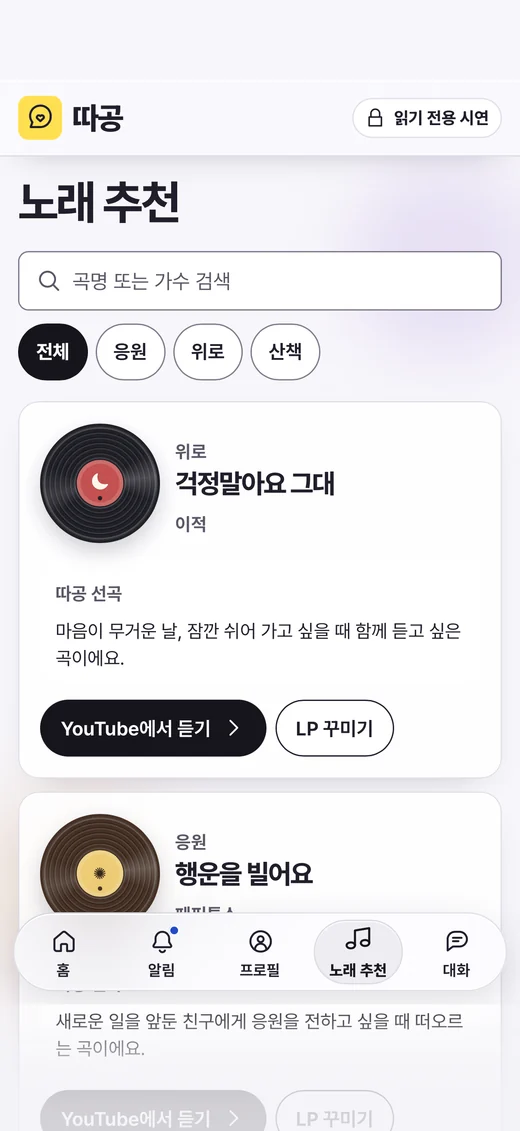 따공
읽기 전용 시연
노래 추천
곡명 또는 가수 검색
전체
응원
위로
산책
위로
걱정말아요 그대
이적
따공 선곡
마음이 무거운 날, 잠깐 쉬어 가고 싶을 때 함께 듣고 싶은
곡이에요.
YouTube에서 듣기
LP 꾸미기
응원
행운을 빌어요
홈
알림
프로필
노래 추천
대화
새로운 일을 앞둔 친구에게 응원을 전하고 싶을 때 떠오르
는 곡이에요.
YouTube에서 듣기
LP 꾸미기